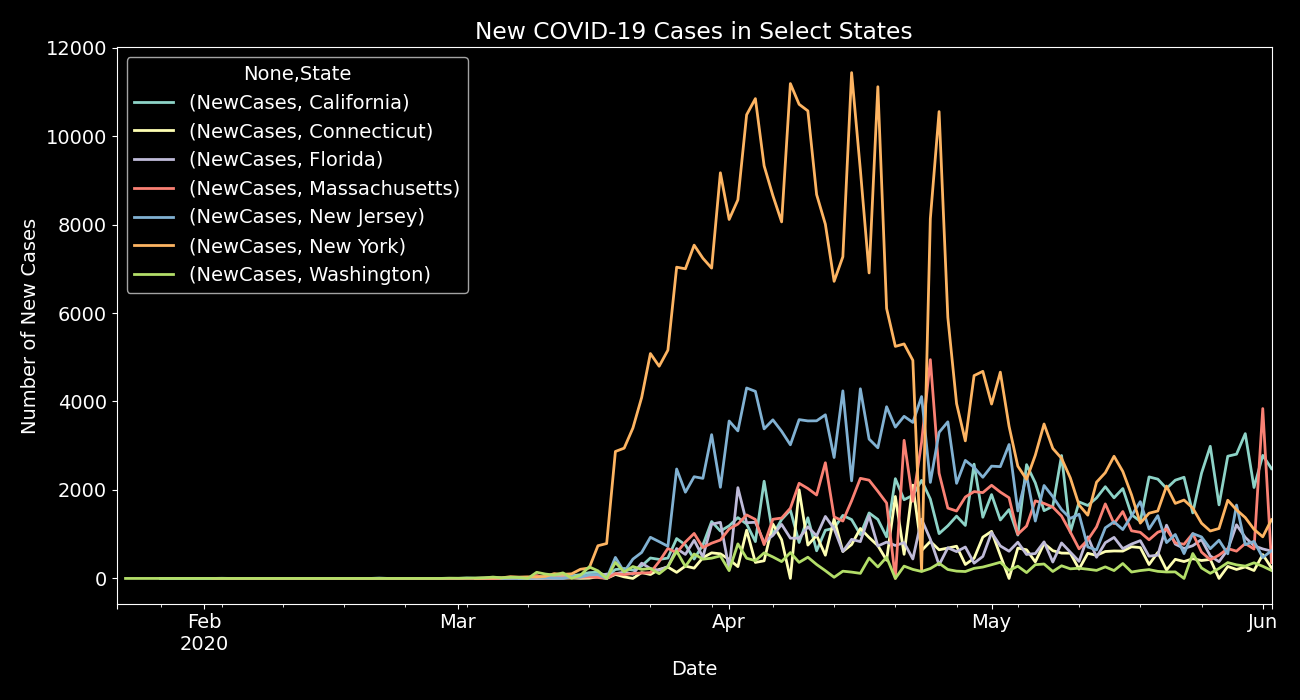 New COVID-19 Cases in Select States
12000
10000
8000
6000
4000
2000
0
Number of New Cases
None,State
(NewCases, California)
(NewCases, Connecticut)
(NewCases, Florida)
(NewCases, Massachusetts)
(NewCases, New Jersey)
(NewCases, New York)
(NewCases, Washington)
Feb Mar Apr May Jun
2020
Date